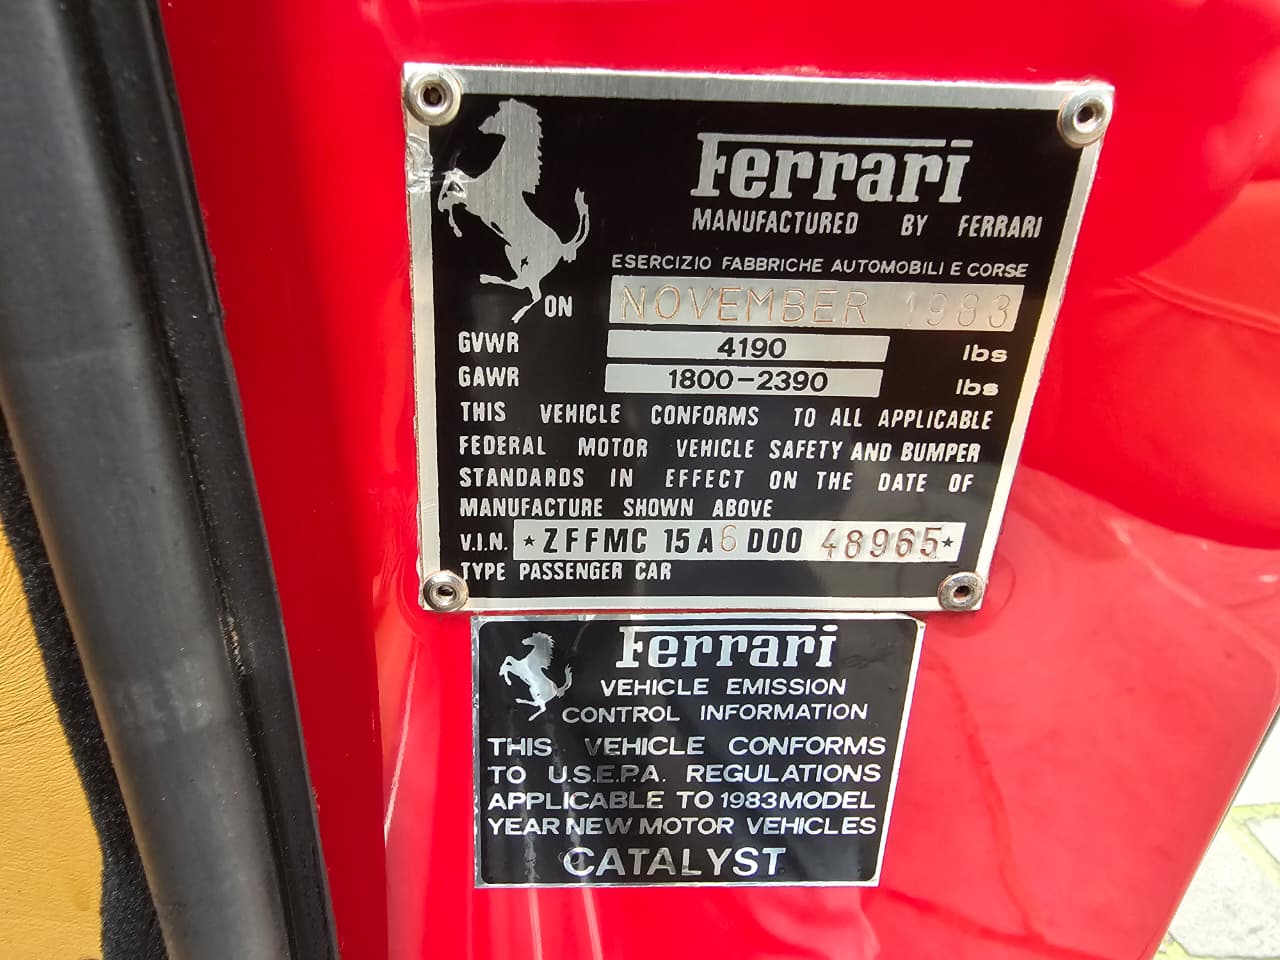 Ferrari
MANUFACTURED BY FERRARI
ESERCIZIO FABBRICHE AUTOMOBILI E CORSE
ON NOVEMBER 1983
GVWR 4190 lbs
GAWR 1800-2390 lbs
THIS VEHICLE CONFORMS TO ALL APPLICABLE
FEDERAL MOTOR VEHICLE SAFETY AND BUMPER
STANDARDS IN EFFECT ON THE DATE OF
MANUFACTURE SHOWN ABOVE
V.I.N. *ZFFMC 15A6D00 48965*
TYPE PASSENGER CAR
Ferrari
VEHICLE EMISSION
CONTROL INFORMATION
THIS VEHICLE CONFORMS
TO U.S.E.P.A. REGULATIONS
APPLICABLE TO 1983 MODEL
YEAR NEW MOTOR VEHICLES
CATALYST